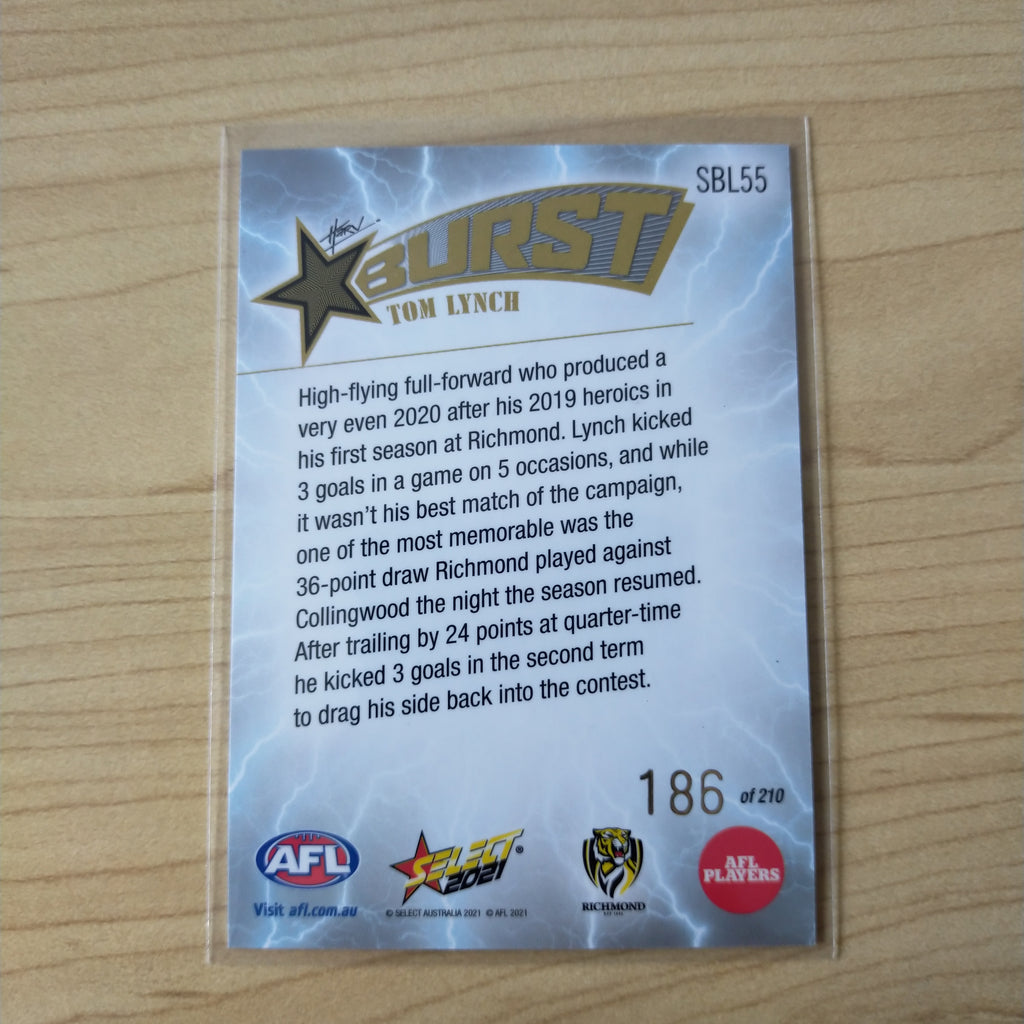 SBL55
HERV
BURST
TOM LYNCH
High-flying full-forward who produced a
very even 2020 after his 2019 heroics in
his first season at Richmond. Lynch kicked
3 goals in a game on 5 occasions, and while
it wasn't his best match of the campaign,
one of the most memorable was the
36-point draw Richmond played against
Collingwood the night the season resumed.
After trailing by 24 points at quarter-time
he kicked 3 goals in the second term
to drag his side back into the contest.
186 of 210
AFL
Visit afl.com.au
SELECT®
2021
© SELECT AUSTRALIA 2021 © AFL 2021
RICHMOND
AFL
PLAYERS